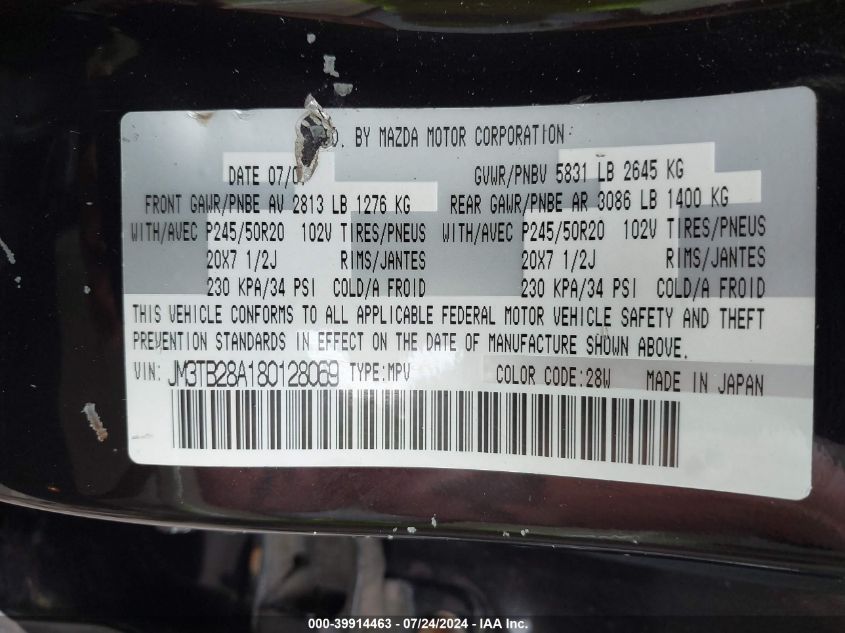 BY MAZDA MOTOR CORPORATION:
DATE 07/0 GVWR/PNBV 5831 LB 2645 KG
FRONT GAWR/PNBE AV 2813 LB 1276 KG REAR GAWR/PNBE AR 3086 LB 1400 KG
WITH/AVEC P245/50R20 102V TIRES/PNEUS WITH/AVEC P245/50R20 102V TIRES/PNEUS
20X7 1/2J RIMS/JANTES 20X7 1/2J RIMS/JANTES
230 KPA/34 PSI COLD/A FROID 230 KPA/34 PSI COLD/A FROID
THIS VEHICLE CONFORMS TO ALL APPLICABLE FEDERAL MOTOR VEHICLE SAFETY AND THEFT
PREVENTION STANDARDS IN EFFECT ON THE DATE OF MANUFACTURE SHOWN ABOVE.
VIN: JM3TB28A180128069 TYPE:MPV COLOR CODE:28W MADE IN JAPAN
000-39914463 - 07/24/2024 - IAA Inc.